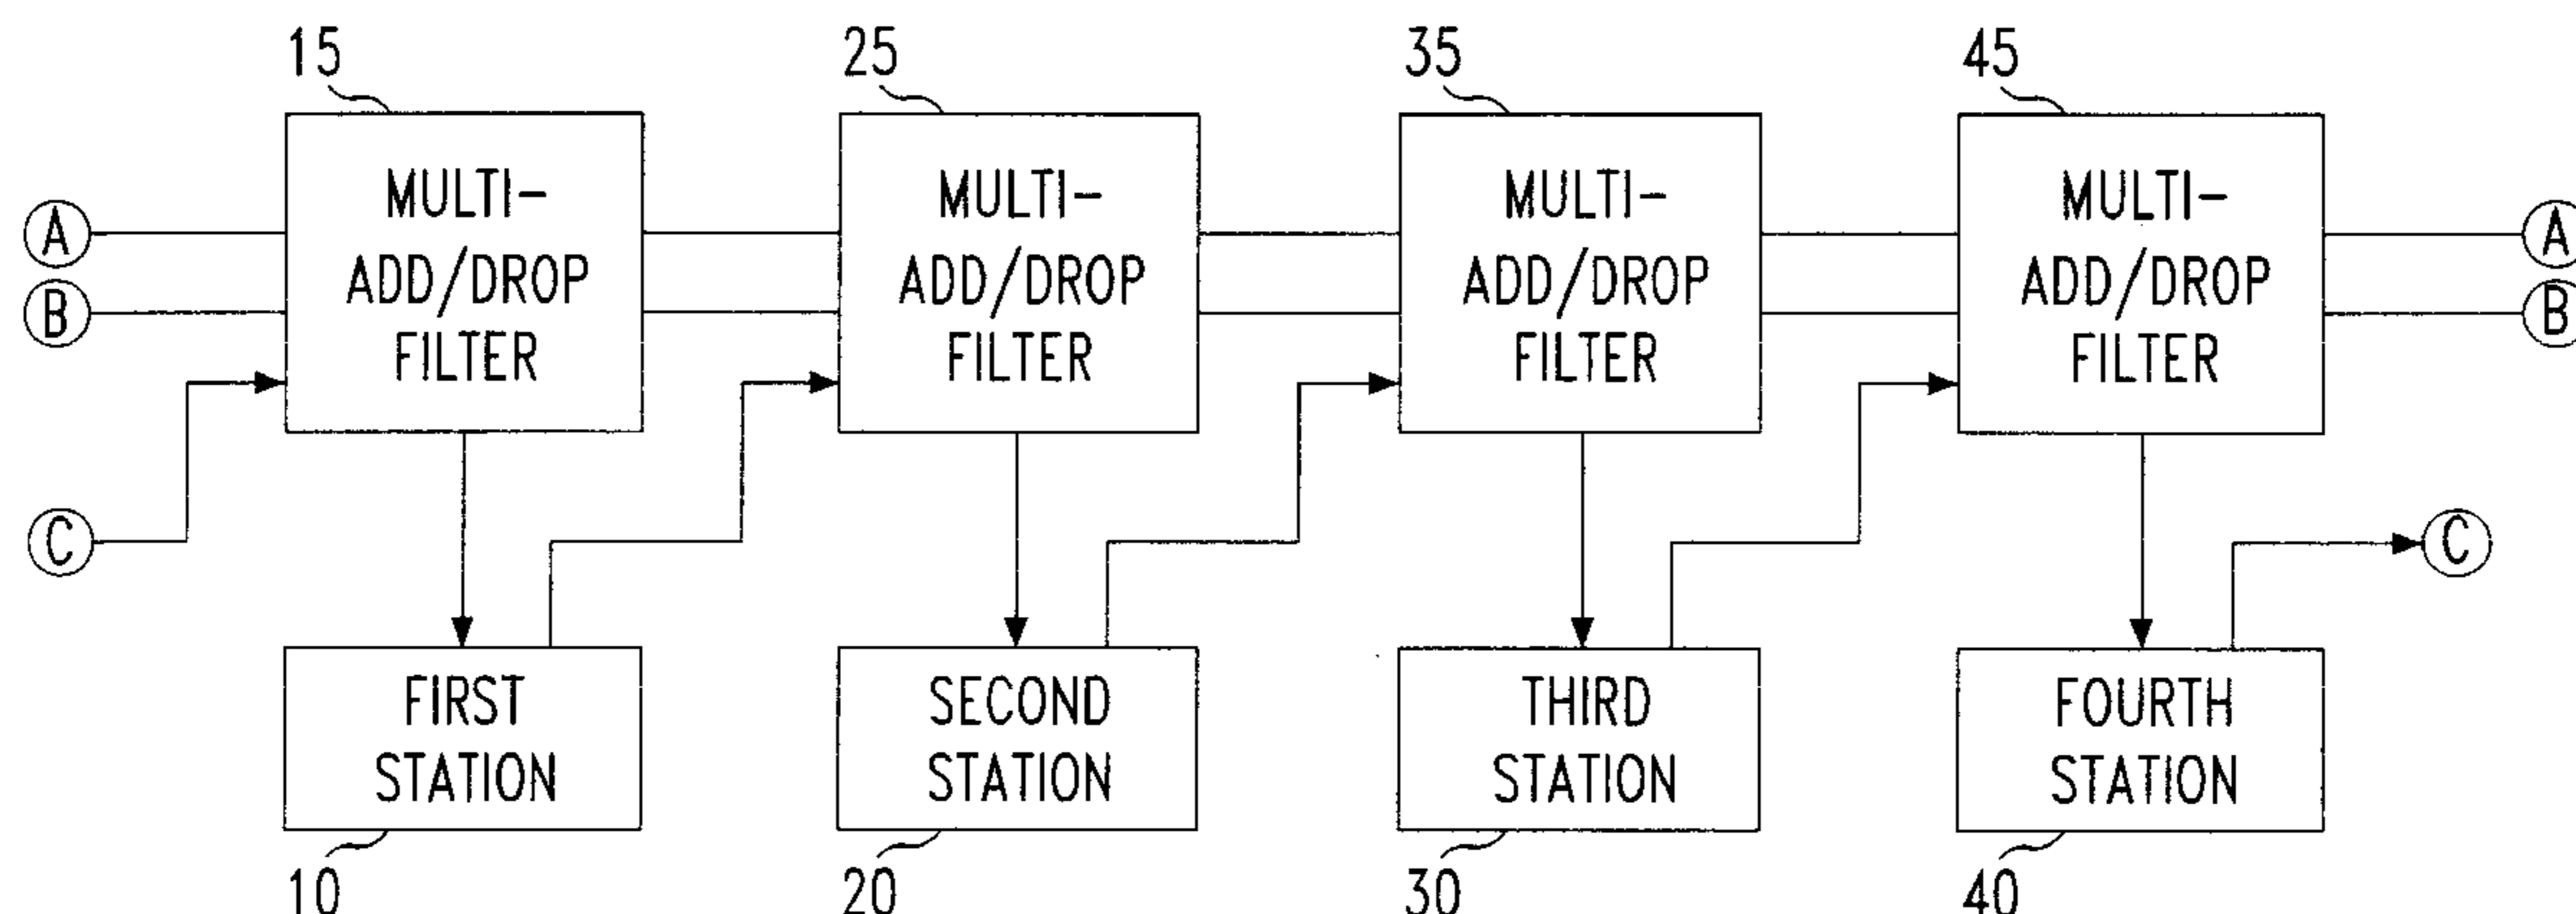 15
25
35
45
MULTI-
ADD/DROP
FILTER
MULTI-
ADD/DROP
FILTER
MULTI-
ADD/DROP
FILTER
MULTI-
ADD/DROP
FILTER
A
B
C
A
B
C
FIRST
STATION
SECOND
STATION
THIRD
STATION
FOURTH
STATION
10
20
30
40